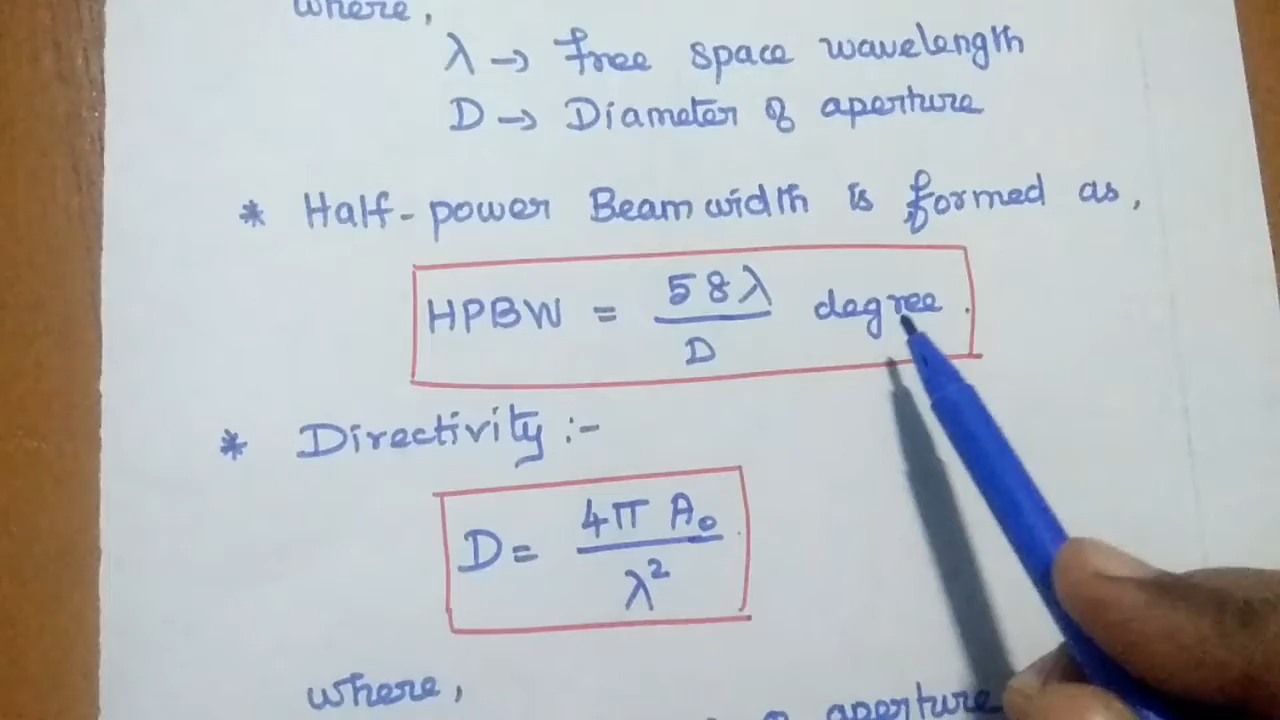 where,
λ → free space wavelength
D → Diameter of aperture
* Half-power Beamwidth is formed as,
HPBW = 58λ / D degree.
* Directivity :-
D = 4π A₀ / λ²
where,
of aperture